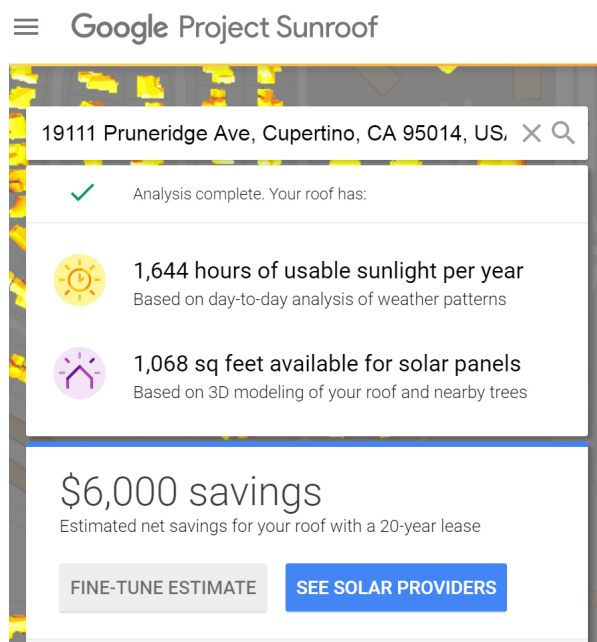 Google Project Sunroof
19111 Pruneridge Ave, Cupertino, CA 95014, US
Analysis complete. Your roof has:
1,644 hours of usable sunlight per year
Based on day-to-day analysis of weather patterns
1,068 sq feet available for solar panels
Based on 3D modeling of your roof and nearby trees
$6,000 savings
Estimated net savings for your roof with a 20-year lease
FINE-TUNE ESTIMATE
SEE SOLAR PROVIDERS